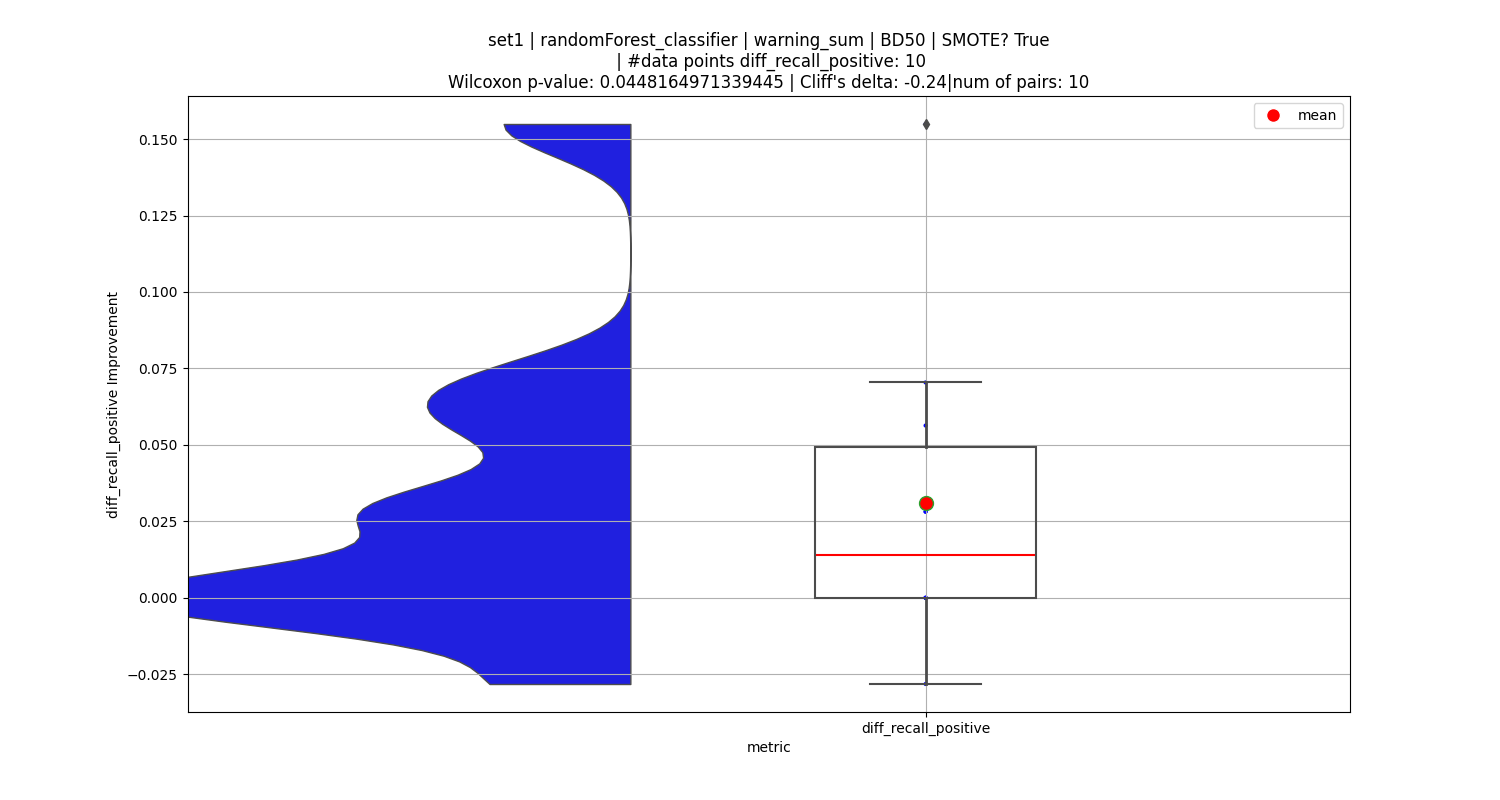 set1 | randomForest_classifier | warning_sum | BD50 | SMOTE? True
| #data points diff_recall_positive: 10
Wilcoxon p-value: 0.0448164971339445 | Cliff's delta: -0.24|num of pairs: 10
mean
0.150
0.125
0.100
0.075
0.050
0.025
0.000
−0.025
diff_recall_positive Improvement
diff_recall_positive
metric